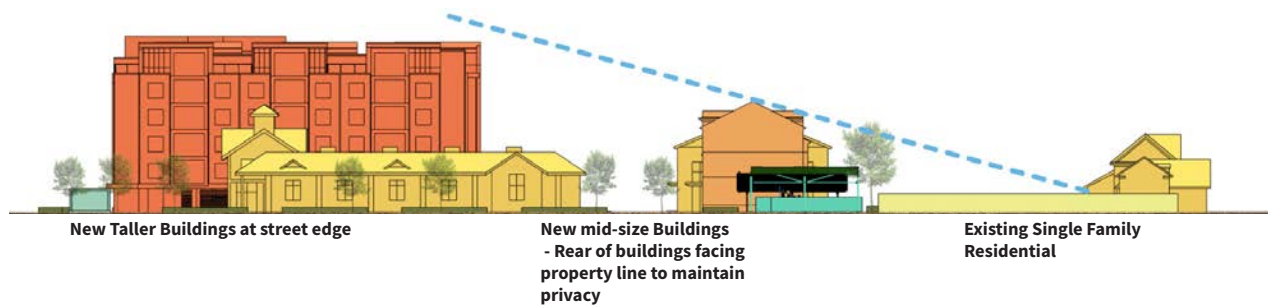 New Taller Buildings at street edge
New mid-size Buildings
- Rear of buildings facing
property line to maintain
privacy
Existing Single Family
Residential